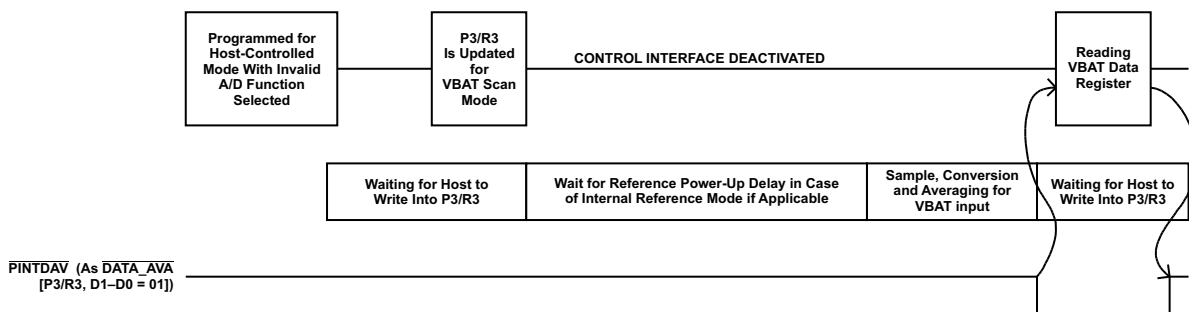 Programmed for
Host-Controlled
Mode With Invalid
A/D Function
Selected
P3/R3
Is Updated
for
VBAT Scan
Mode
CONTROL INTERFACE DEACTIVATED
Reading
VBAT Data
Register
Waiting for Host to
Write Into P3/R3
Wait for Reference Power-Up Delay in Case
of Internal Reference Mode if Applicable
Sample, Conversion
and Averaging for
VBAT input
Waiting for Host to
Write Into P3/R3
PINTDAV (As DATA_AVA
[P3/R3, D1–D0 = 01])